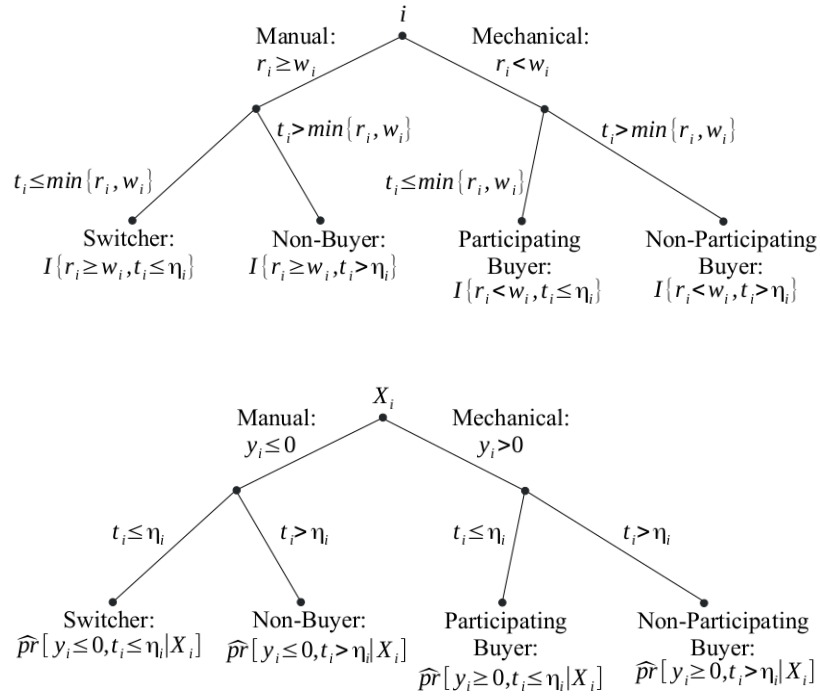 i
Manual:
r_i ≥ w_i
Mechanical:
r_i < w_i
t_i ≤ min{r_i, w_i}
t_i > min{r_i, w_i}
t_i ≤ min{r_i, w_i}
t_i > min{r_i, w_i}
Switcher:
I{r_i ≥ w_i, t_i ≤ η_i}
Non-Buyer:
I{r_i ≥ w_i, t_i > η_i}
Participating
Buyer:
I{r_i < w_i, t_i ≤ η_i}
Non-Participating
Buyer:
I{r_i < w_i, t_i > η_i}
X_i
Manual:
y_i ≤ 0
Mechanical:
y_i > 0
t_i ≤ η_i
t_i > η_i
t_i ≤ η_i
t_i > η_i
Switcher:
p̂r[y_i ≤ 0, t_i ≤ η_i | X_i]
Non-Buyer:
p̂r[y_i ≤ 0, t_i > η_i | X_i]
Participating
Buyer:
p̂r[y_i ≥ 0, t_i ≤ η_i | X_i]
Non-Participating
Buyer:
p̂r[y_i ≥ 0, t_i > η_i | X_i]